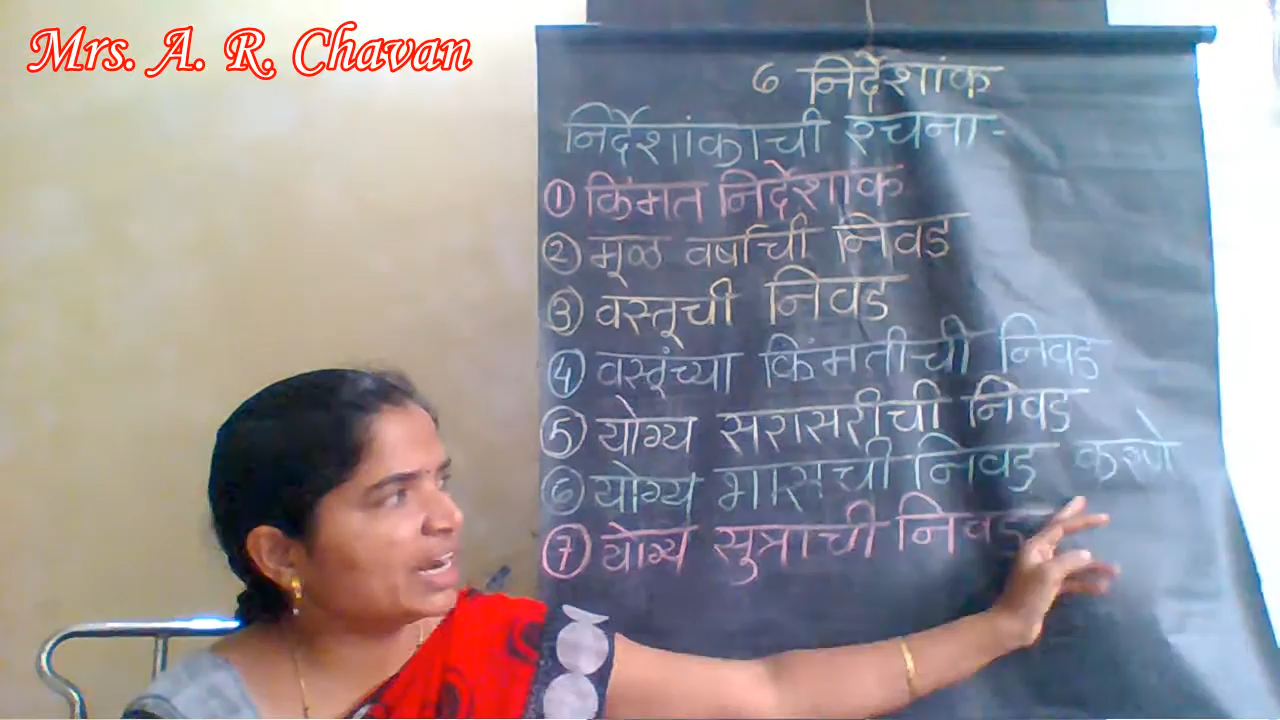 Mrs. A. R. Chavan
७ निर्देशांक
निर्देशांकाची रचना-
① किंमत निर्देशांक
② मूळ वर्षाची निवड
③ वस्तूची निवड
④ वस्तूंच्या किंमतीची निवड
⑤ योग्य सरासरीची निवड
⑥ योग्य भाराची निवड करणे
⑦ योग्य सुत्राची निवड